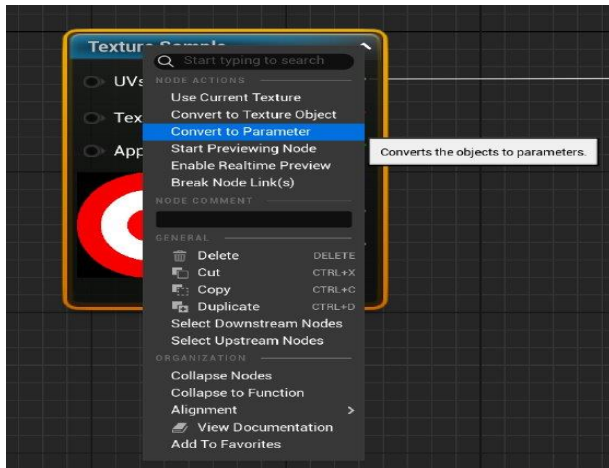 Texture Sample
Start typing to search
UVs
NODE ACTIONS
Use Current Texture
Convert to Texture Object
Tex
Convert to Parameter
Start Previewing Node
App
Converts the objects to parameters.
Enable Realtime Preview
Break Node Link(s)
NODE COMMENT
GENERAL
Delete DELETE
Cut CTRL+X
Copy CTRL+C
Duplicate CTRL+D
Select Downstream Nodes
Select Upstream Nodes
ORGANIZATION
Collapse Nodes
Collapse to Function
Alignment >
View Documentation
Add To Favorites